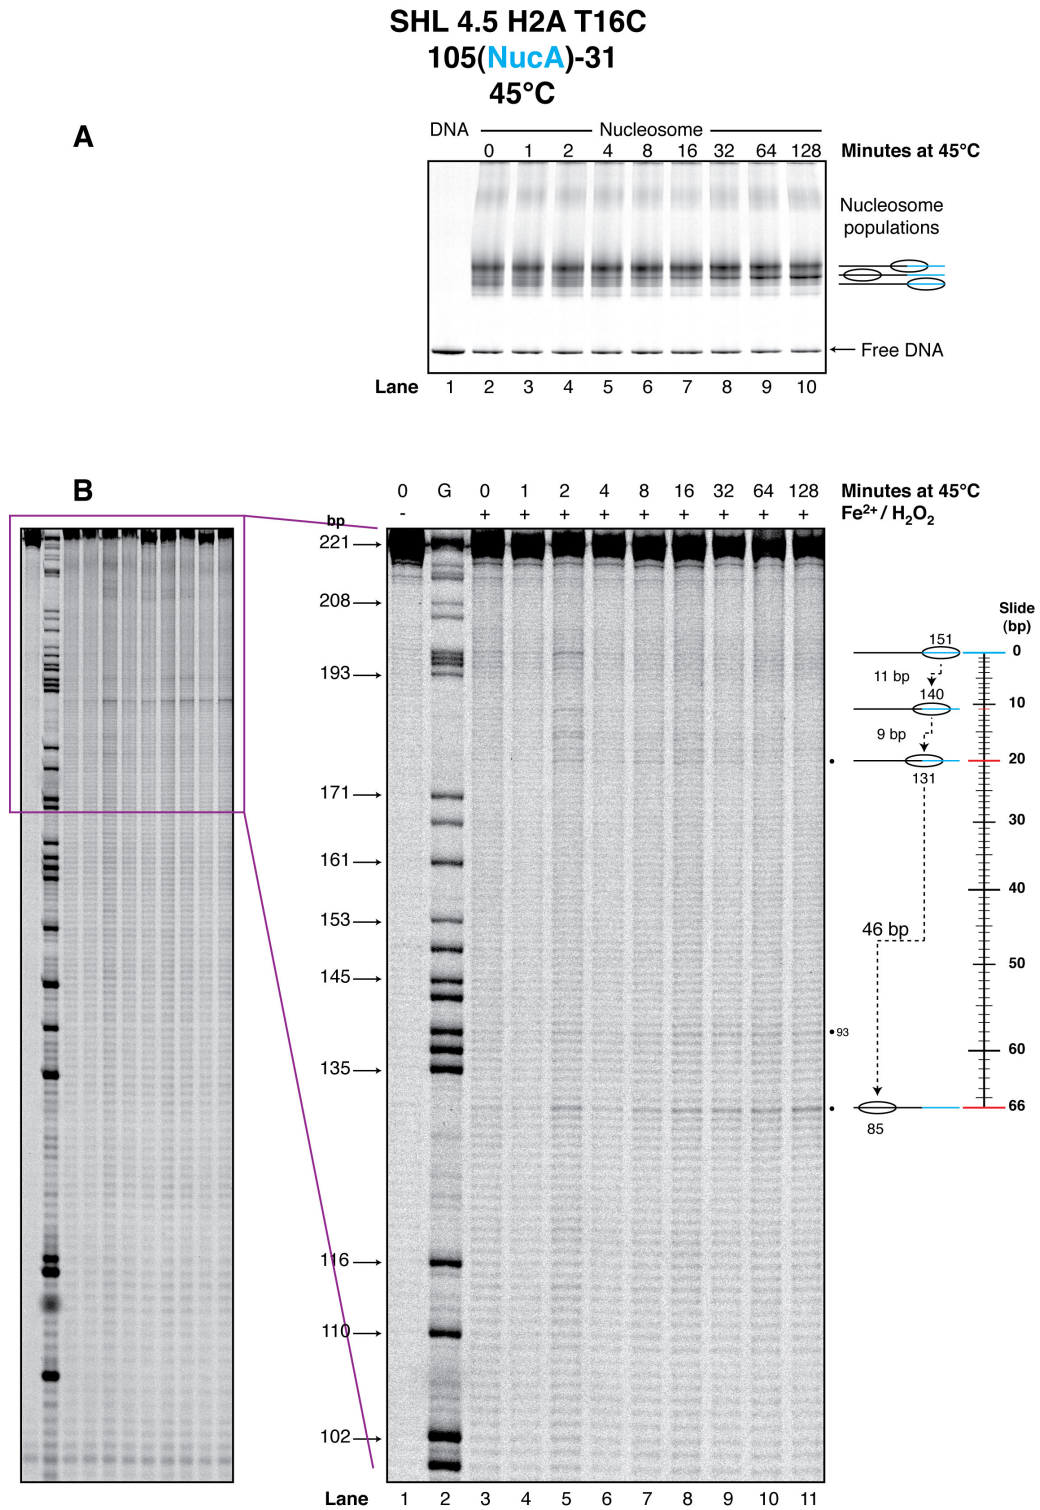 SHL 4.5 H2A T16C
105(NucA)-31
45°C
A
DNA Nucleosome
0 1 2 4 8 16 32 64 128 Minutes at 45°C
Nucleosome
populations
Free DNA
Lane 1 2 3 4 5 6 7 8 9 10
B
0 G 0 1 2 4 8 16 32 64 128 Minutes at 45°C
- + + + + + + + + + Fe²⁺/ H₂O₂
bp
221
208
193
171
161
153
145
135
116
110
102
93
Slide
(bp)
151
0
11 bp
140
10
9 bp
20
131
30
40
46 bp
50
60
66
85
Lane 1 2 3 4 5 6 7 8 9 10 11